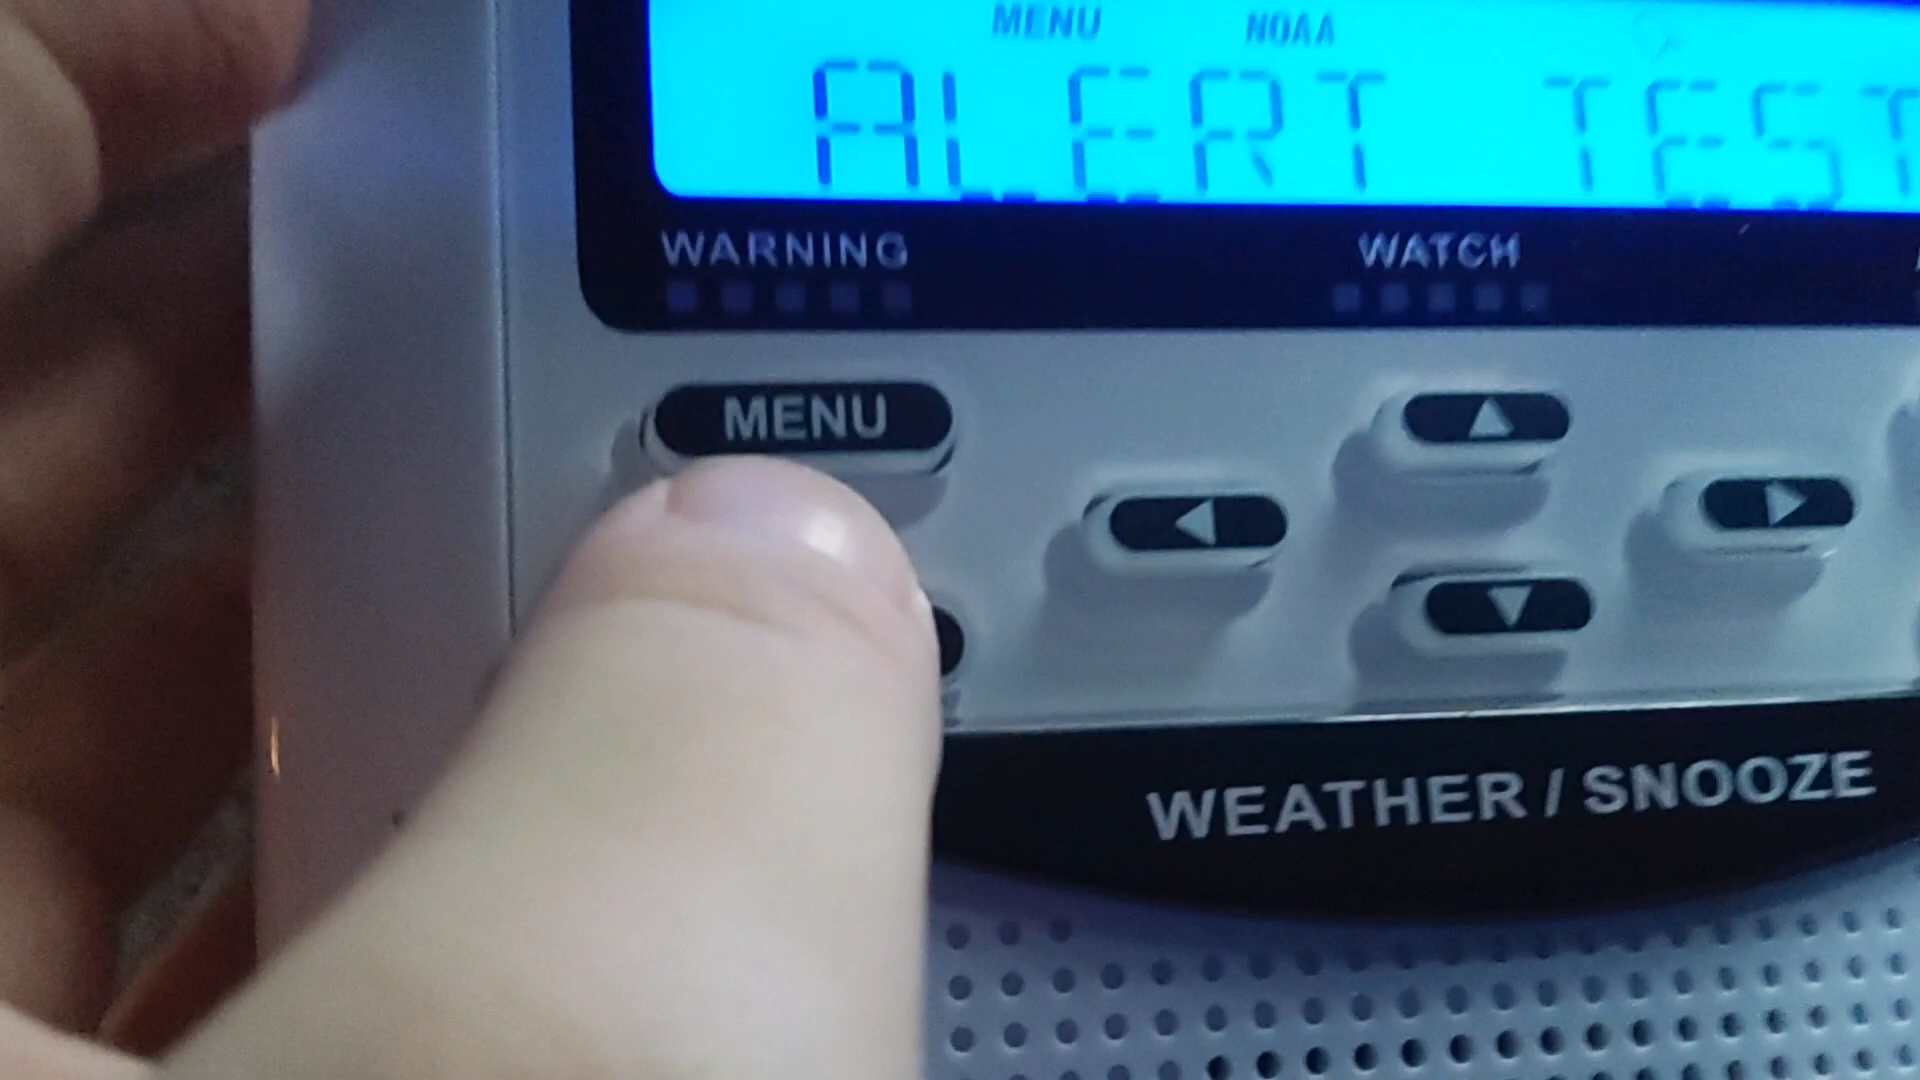 MENU NOAA
ALERT TEST
WARNING WATCH
MENU
WEATHER / SNOOZE